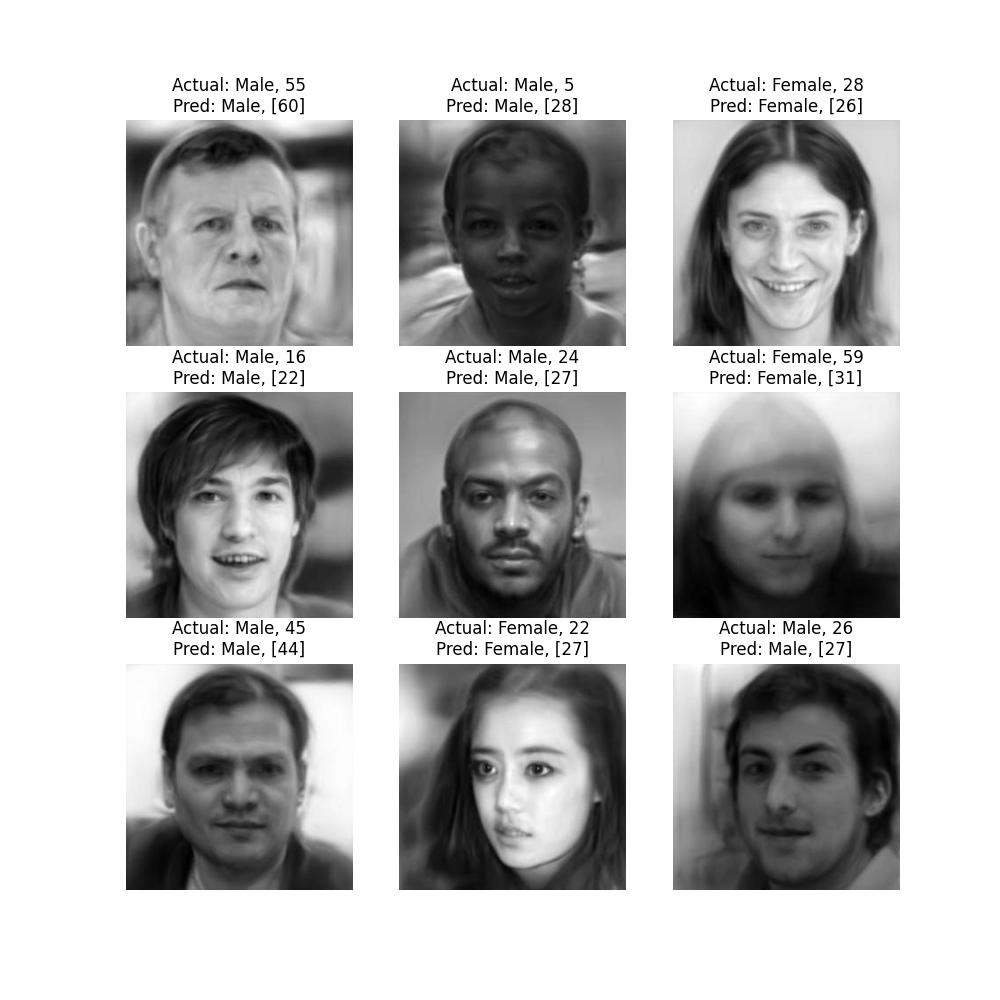 Actual: Male, 55
Pred: Male, [60]
Actual: Male, 5
Pred: Male, [28]
Actual: Female, 28
Pred: Female, [26]
Actual: Male, 16
Pred: Male, [22]
Actual: Male, 24
Pred: Male, [27]
Actual: Female, 59
Pred: Female, [31]
Actual: Male, 45
Pred: Male, [44]
Actual: Female, 22
Pred: Female, [27]
Actual: Male, 26
Pred: Male, [27]